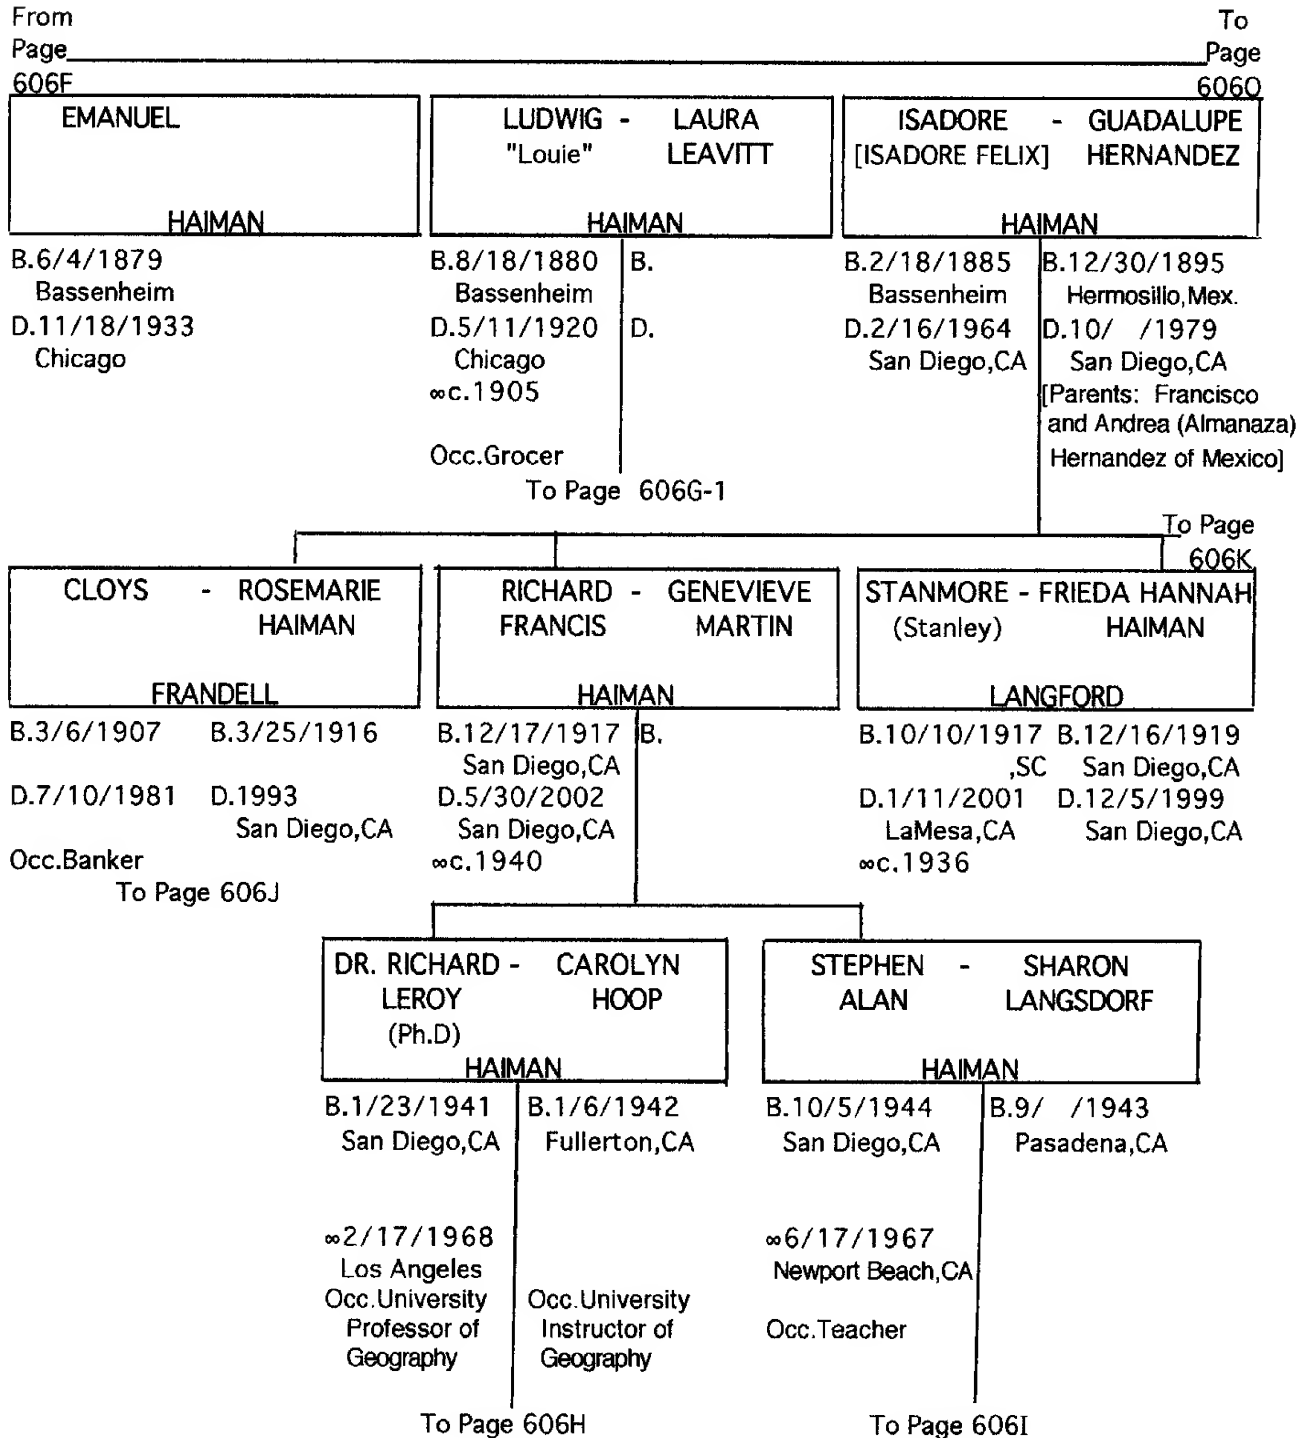 From
Page
606F
To
Page
606O
EMANUEL
HAIMAN
LUDWIG - LAURA
"Louie" LEAVITT
HAIMAN
ISADORE - GUADALUPE
[ISADORE FELIX] HERNANDEZ
HAIMAN
B.6/4/1879
Bassenheim
D.11/18/1933
Chicago
B.8/18/1880 B.
Bassenheim
D.5/11/1920 D.
Chicago
∞c.1905
Occ.Grocer
To Page 606G-1
B.2/18/1885 B.12/30/1895
Bassenheim Hermosillo,Mex.
D.2/16/1964 D.10/ /1979
San Diego,CA San Diego,CA
[Parents: Francisco
and Andrea (Almanaza)
Hernandez of Mexico]
To Page
606K
CLOYS - ROSEMARIE
HAIMAN
FRANDELL
RICHARD - GENEVIEVE
FRANCIS MARTIN
HAIMAN
STANMORE - FRIEDA HANNAH
(Stanley) HAIMAN
LANGFORD
B.3/6/1907 B.3/25/1916
D.7/10/1981 D.1993
San Diego,CA
Occ.Banker
To Page 606J
B.12/17/1917 B.
San Diego,CA
D.5/30/2002
San Diego,CA
∞c.1940
B.10/10/1917 B.12/16/1919
,SC San Diego,CA
D.1/11/2001 D.12/5/1999
LaMesa,CA San Diego,CA
∞c.1936
DR. RICHARD - CAROLYN
LEROY HOOP
(Ph.D)
HAIMAN
STEPHEN - SHARON
ALAN LANGSDORF
HAIMAN
B.1/23/1941 B.1/6/1942
San Diego,CA Fullerton,CA
∞2/17/1968
Los Angeles
Occ.University Occ.University
Professor of Instructor of
Geography Geography
To Page 606H
B.10/5/1944 B.9/ /1943
San Diego,CA Pasadena,CA
∞6/17/1967
Newport Beach,CA
Occ.Teacher
To Page 606I